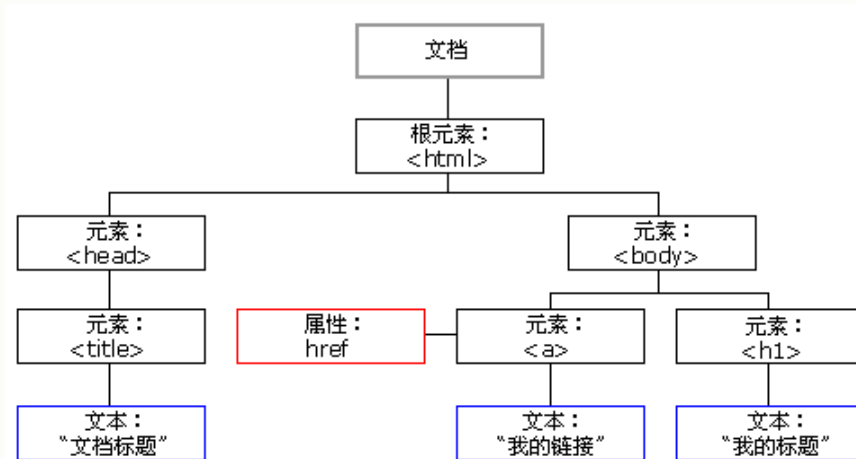 文档
根元素：
<html>
元素：
<head>
元素：
<body>
元素：
<title>
属性：
href
元素：
<a>
元素：
<h1>
文本：
“文档标题”
文本：
“我的链接”
文本：
“我的标题”